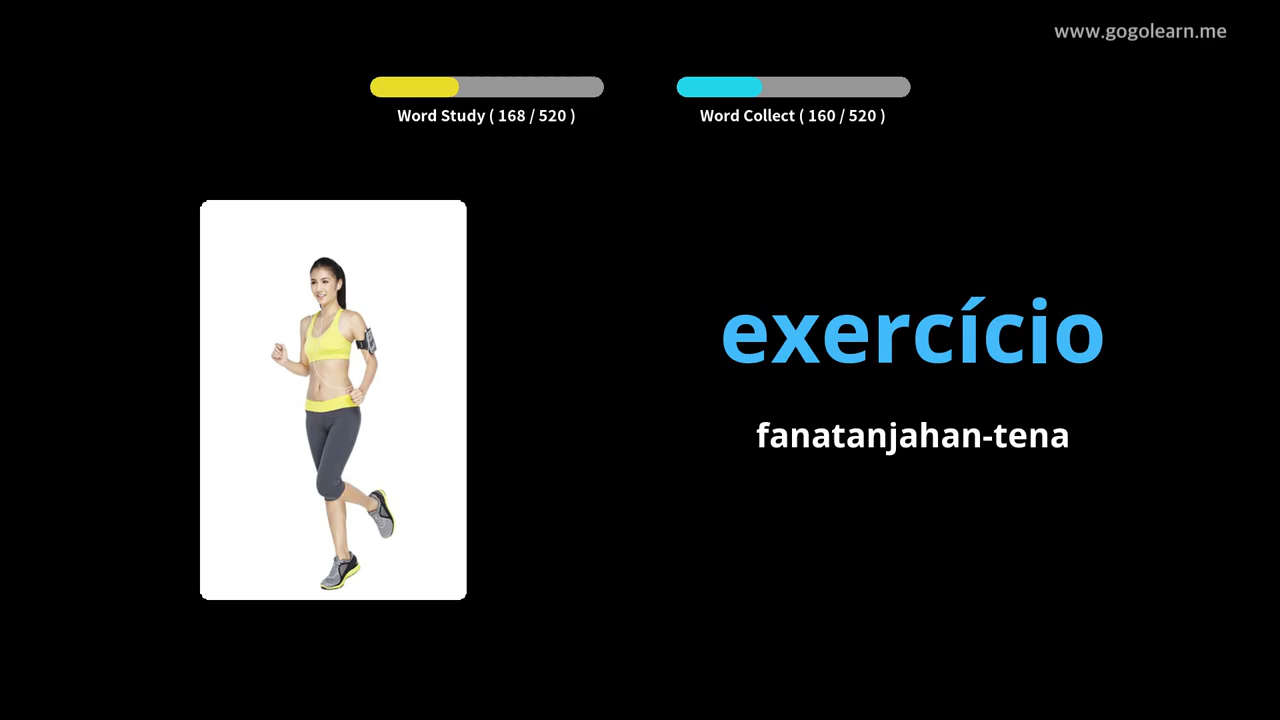 www.gogolearn.me
Word Study ( 168 / 520 )
Word Collect ( 160 / 520 )
exercício
fanatanjahan-tena